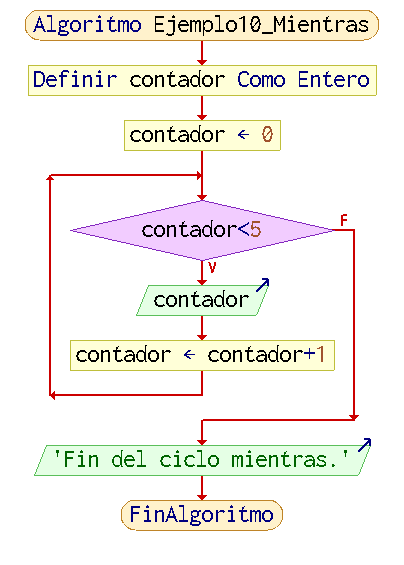 Algoritmo Ejemplo10_Mientras
Definir contador Como Entero
contador ← 0
contador<5
F
V
contador
contador ← contador+1
'Fin del ciclo mientras.'
FinAlgoritmo